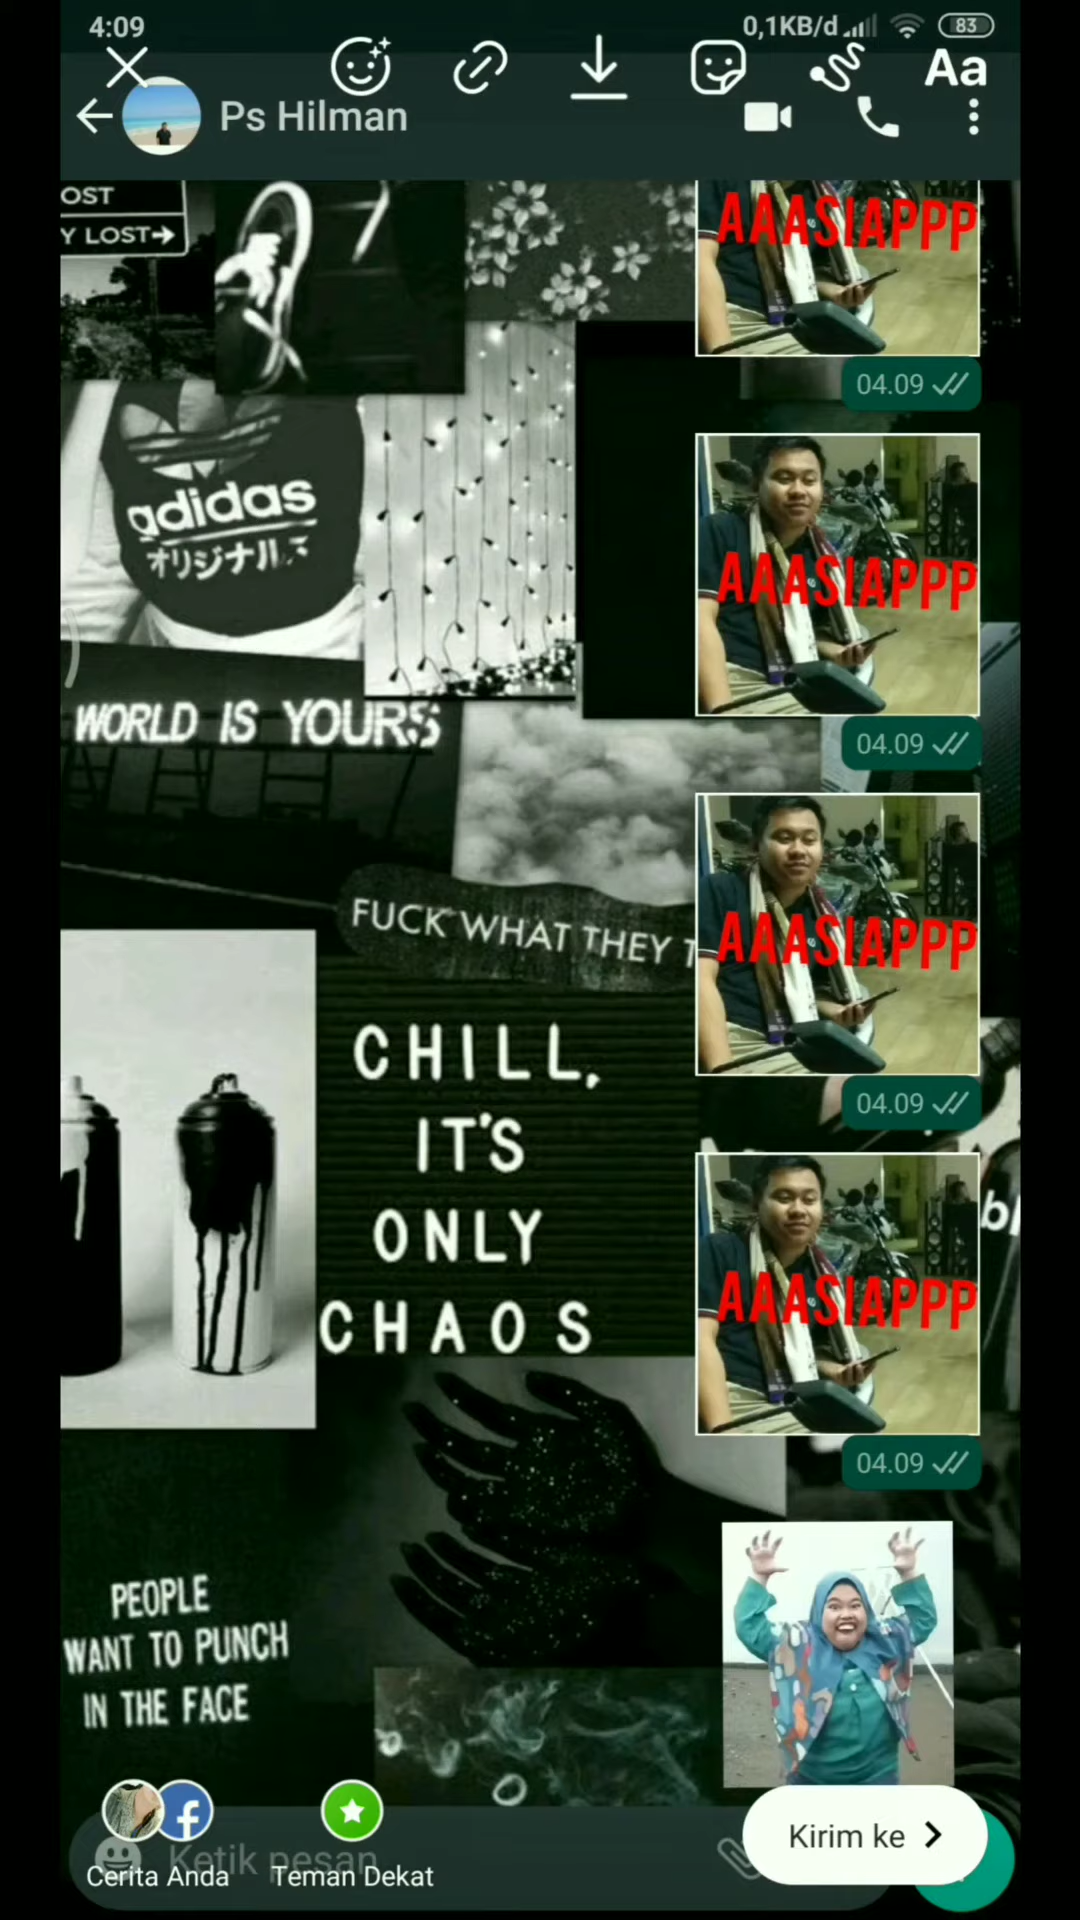 4:09
0,1KB/d
83
Aa
Ps Hilman
OST
Y LOST→
AAASIAPPP
04.09
adidas
オリジナルス
AAASIAPPP
WORLD IS YOURS
04.09
FUCK WHAT THEY T
AAASIAPPP
CHILL,
IT'S
ONLY
CHAOS
04.09
AAASIAPPP
04.09
PEOPLE
WANT TO PUNCH
IN THE FACE
Kirim ke
Ketik pesan
Cerita Anda
Teman Dekat